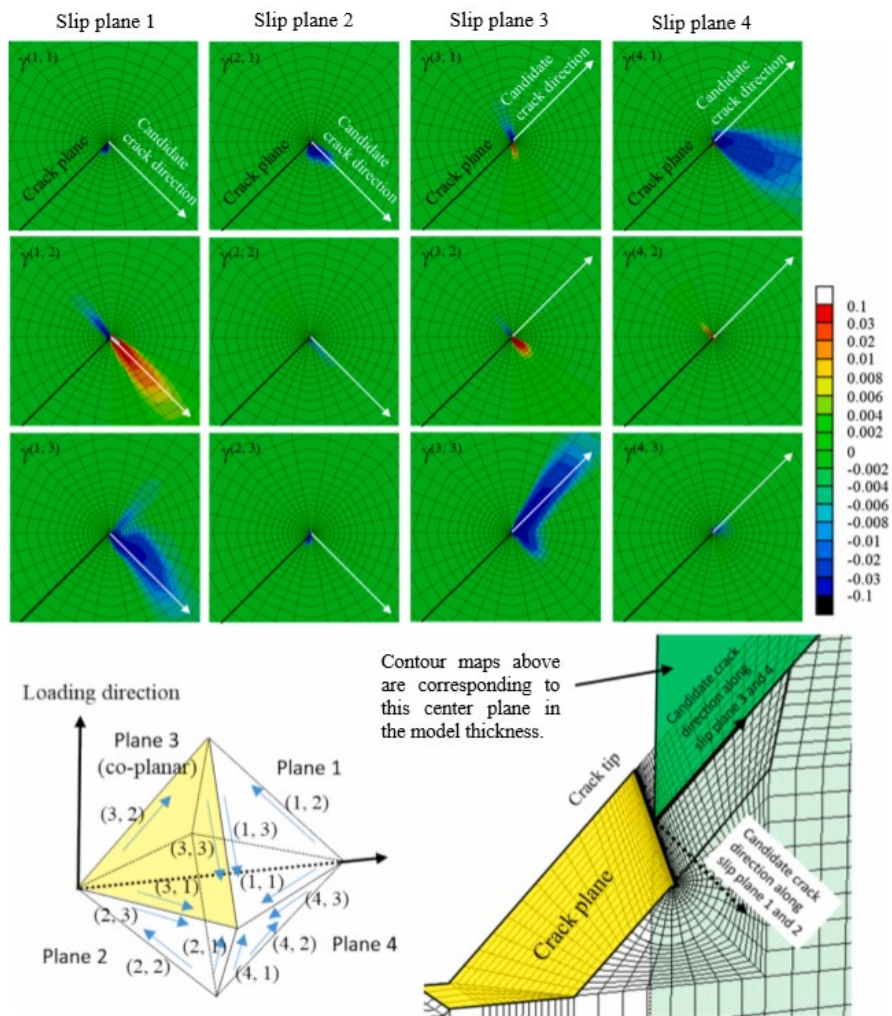 Slip plane 1
Slip plane 2
Slip plane 3
Slip plane 4
γ(1, 1)
Crack plane
Candidate
crack direction
γ(2, 1)
Crack plane
Candidate
crack direction
γ(3, 1)
Crack plane
Candidate
crack direction
γ(4, 1)
Crack plane
Candidate
crack direction
γ(1, 2)
γ(2, 2)
γ(3, 2)
γ(4, 2)
γ(1, 3)
γ(2, 3)
γ(3, 3)
γ(4, 3)
0.1
0.03
0.02
0.01
0.008
0.006
0.004
0.002
0
-0.002
-0.004
-0.006
-0.008
-0.01
-0.02
-0.03
-0.1
Loading direction
Plane 3
(co-planar)
Plane 1
(1, 2)
(3, 2)
(1, 3)
(3, 3)
(3, 1)
(1, 1)
(2, 3)
(4, 3)
Plane 2
(2, 1)
(4, 2)
Plane 4
(2, 2)
(4, 1)
Contour maps above
are corresponding to
this center plane in
the model thickness.
Candidate crack
direction along
slip plane 3 and 4
Crack tip
Crack plane
Candidate crack
direction along
slip plane 1 and 2